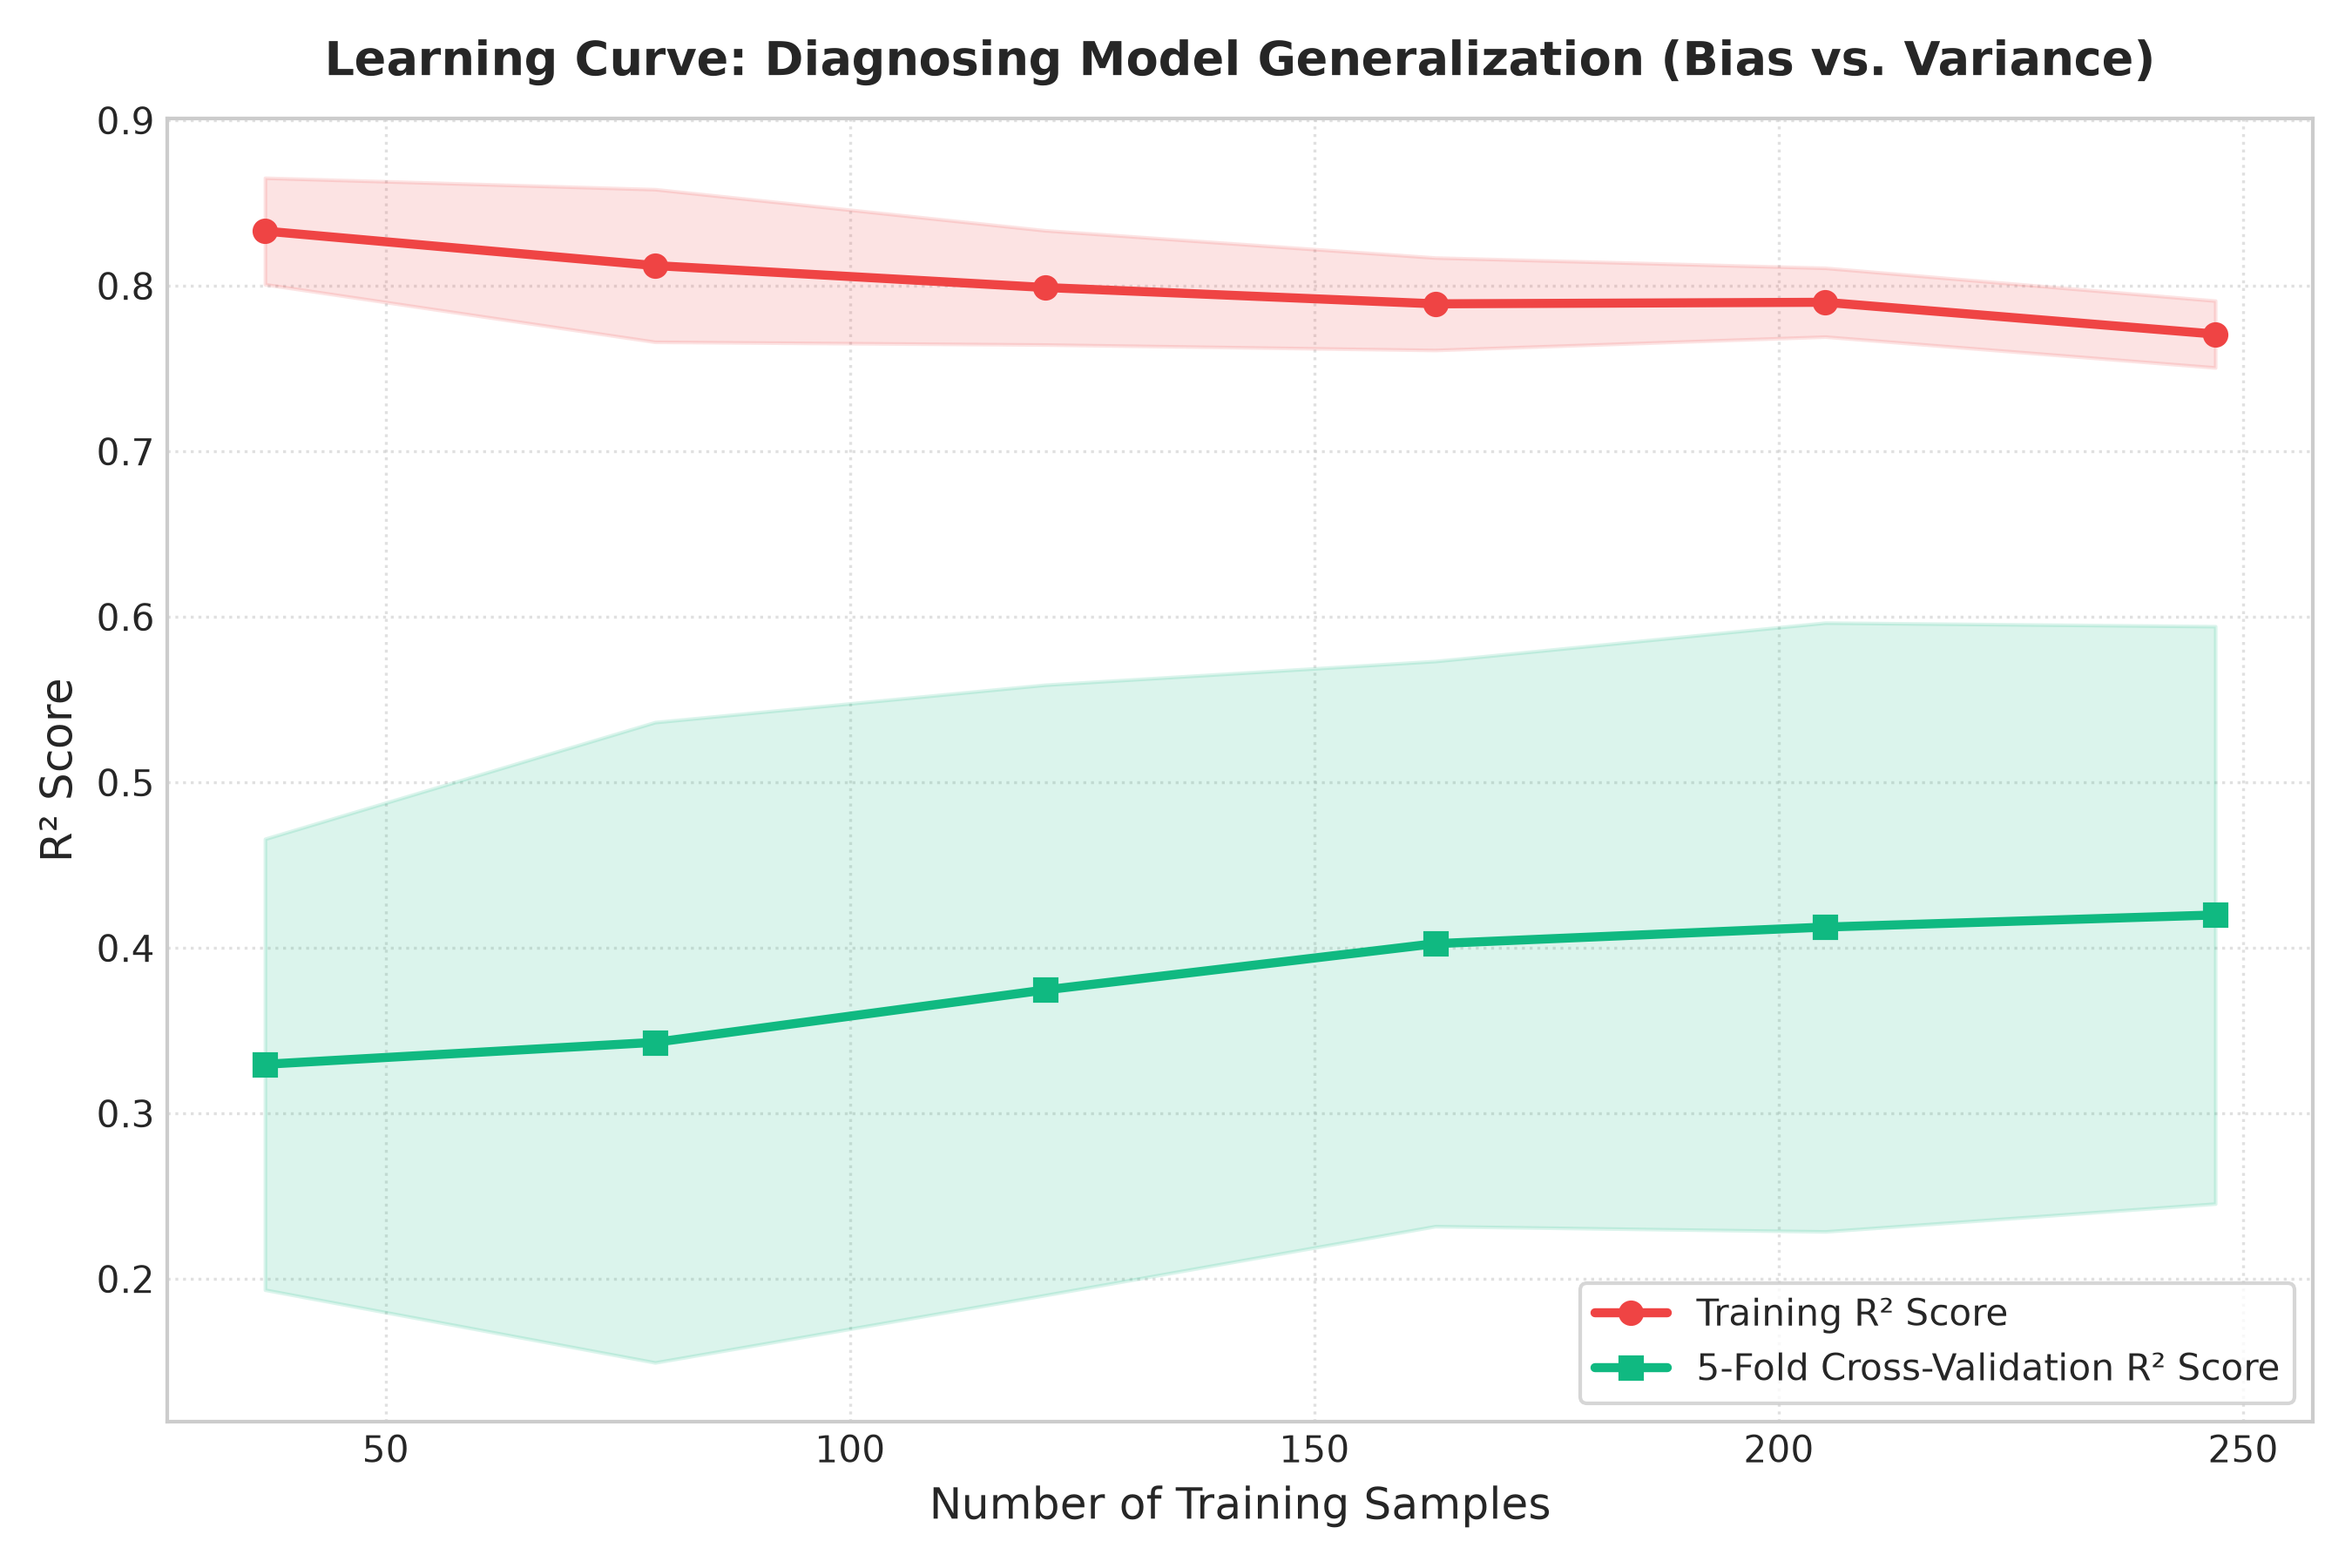 Learning Curve: Diagnosing Model Generalization (Bias vs. Variance)
R² Score
0.9
0.8
0.7
0.6
0.5
0.4
0.3
0.2
50 100 150 200 250
Number of Training Samples
Training R² Score
5-Fold Cross-Validation R² Score